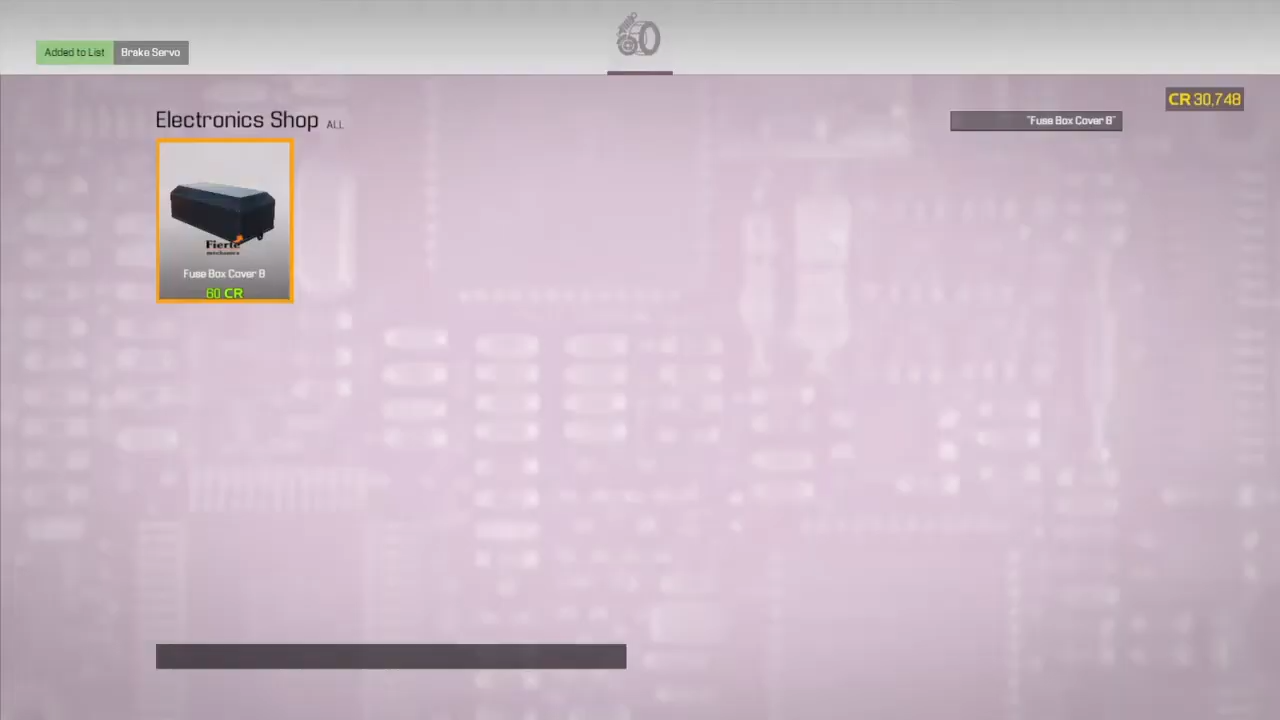 Added to List Brake Servo
CR 30,748
Electronics Shop ALL
"Fuse Box Cover B"
Fierte
mechanics
Fuse Box Cover B
60 CR